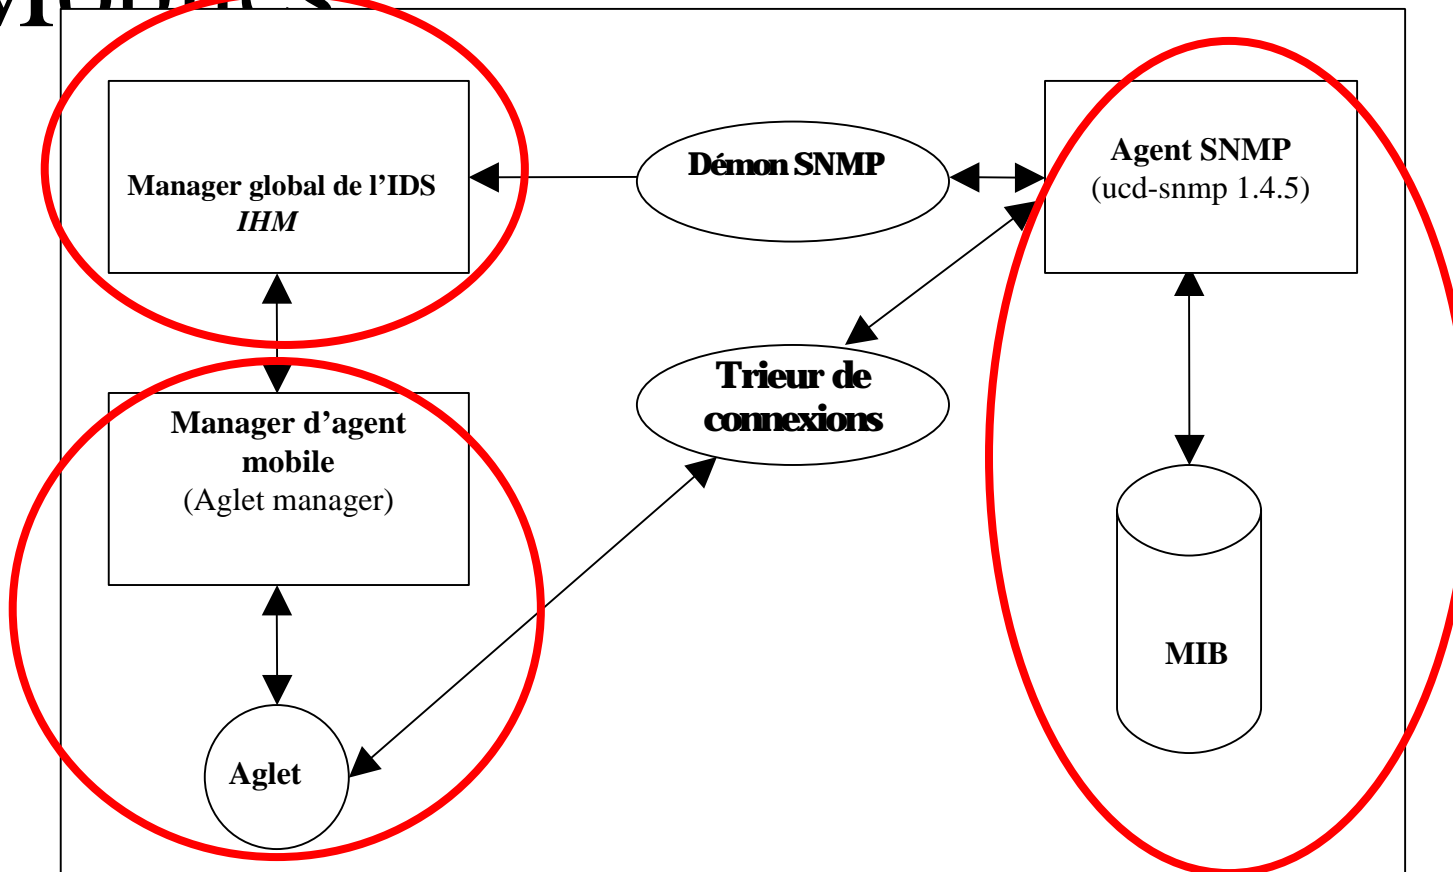 Manager global de l’IDS
IHM
Démon SNMP
Agent SNMP
(ucd-snmp 1.4.5)
Manager d’agent
mobile
(Aglet manager)
Trieur de
connexions
Aglet
MIB